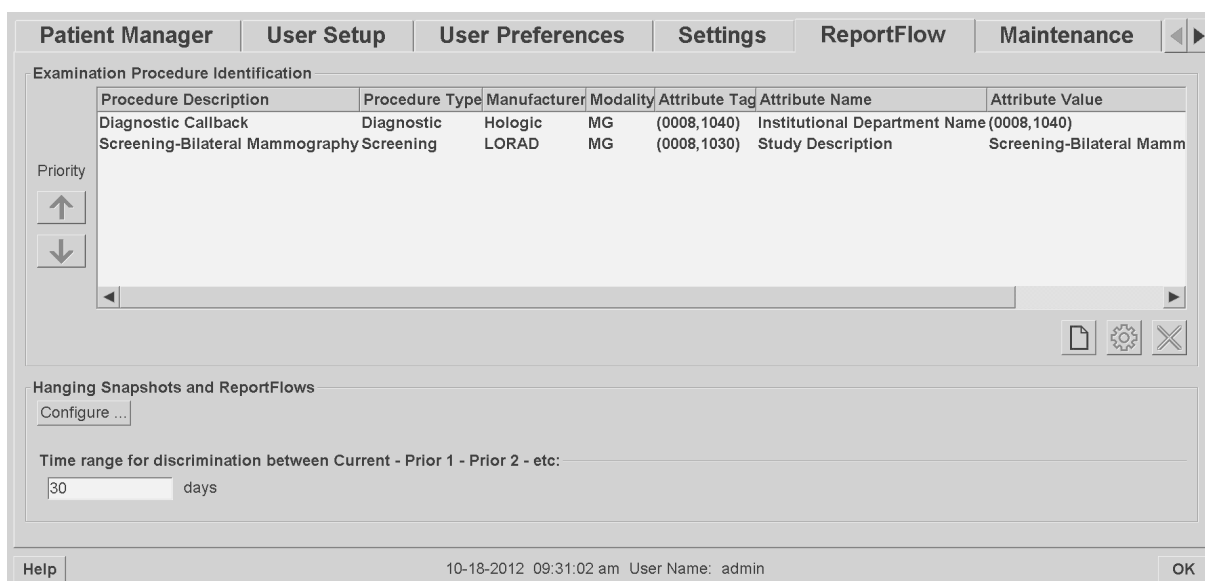 Patient Manager User Setup User Preferences Settings ReportFlow Maintenance
Examination Procedure Identification
Procedure Description Procedure Type Manufacturer Modality Attribute Tag Attribute Name Attribute Value
Diagnostic Callback Diagnostic Hologic MG (0008,1040) Institutional Department Name (0008,1040)
Screening-Bilateral Mammography Screening LORAD MG (0008,1030) Study Description Screening-Bilateral Mamm
Priority
Hanging Snapshots and ReportFlows
Configure ...
Time range for discrimination between Current - Prior 1 - Prior 2 - etc:
30 days
Help 10-18-2012 09:31:02 am User Name: admin OK